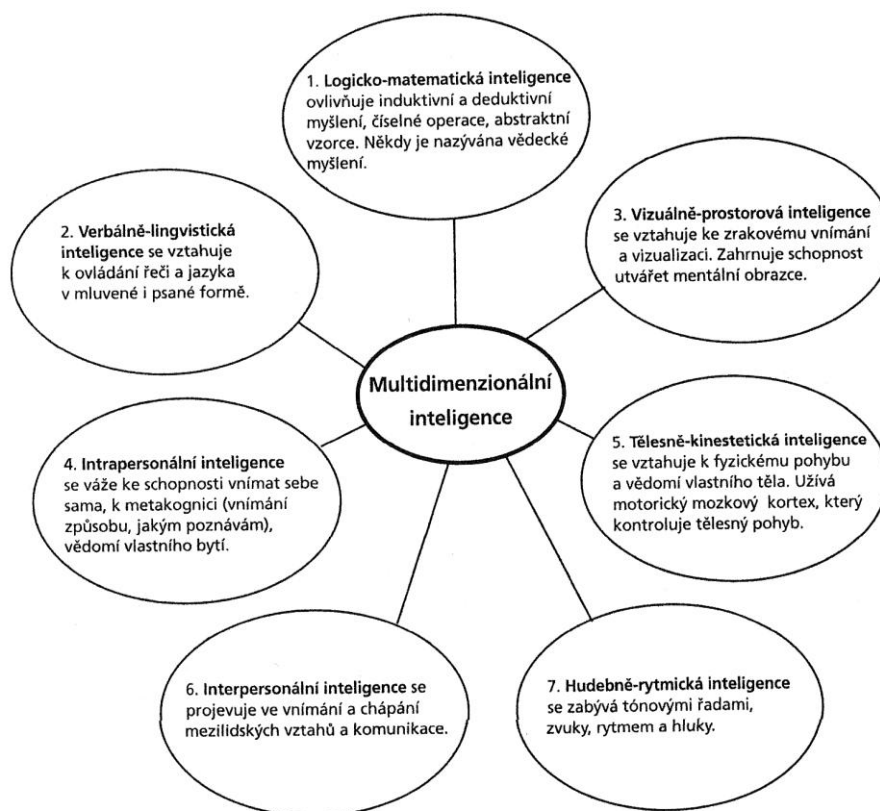 1. Logicko-matematická inteligence
ovlivňuje induktivní a deduktivní
myšlení, číselné operace, abstraktní
vzorce. Někdy je nazývána vědecké
myšlení.
2. Verbálně-lingvistická
inteligence se vztahuje
k ovládání řeči a jazyka
v mluvené i psané formě.
3. Vizuálně-prostorová inteligence
se vztahuje ke zrakovému vnímání
a vizualizaci. Zahrnuje schopnost
utvářet mentální obrazce.
Multidimenzionální
inteligence
4. Intrapersonální inteligence
se váže ke schopnosti vnímat sebe
sama, k metakognici (vnímání
způsobu, jakým poznávám),
vědomí vlastního bytí.
5. Tělesně-kinestetická inteligence
se vztahuje k fyzickému pohybu
a vědomí vlastního těla. Užívá
motorický mozkový kortex, který
kontroluje tělesný pohyb.
6. Interpersonální inteligence se
projevuje ve vnímání a chápání
mezilidských vztahů a komunikace.
7. Hudebně-rytmická inteligence
se zabývá tónovými řadami,
zvuky, rytmem a hluky.